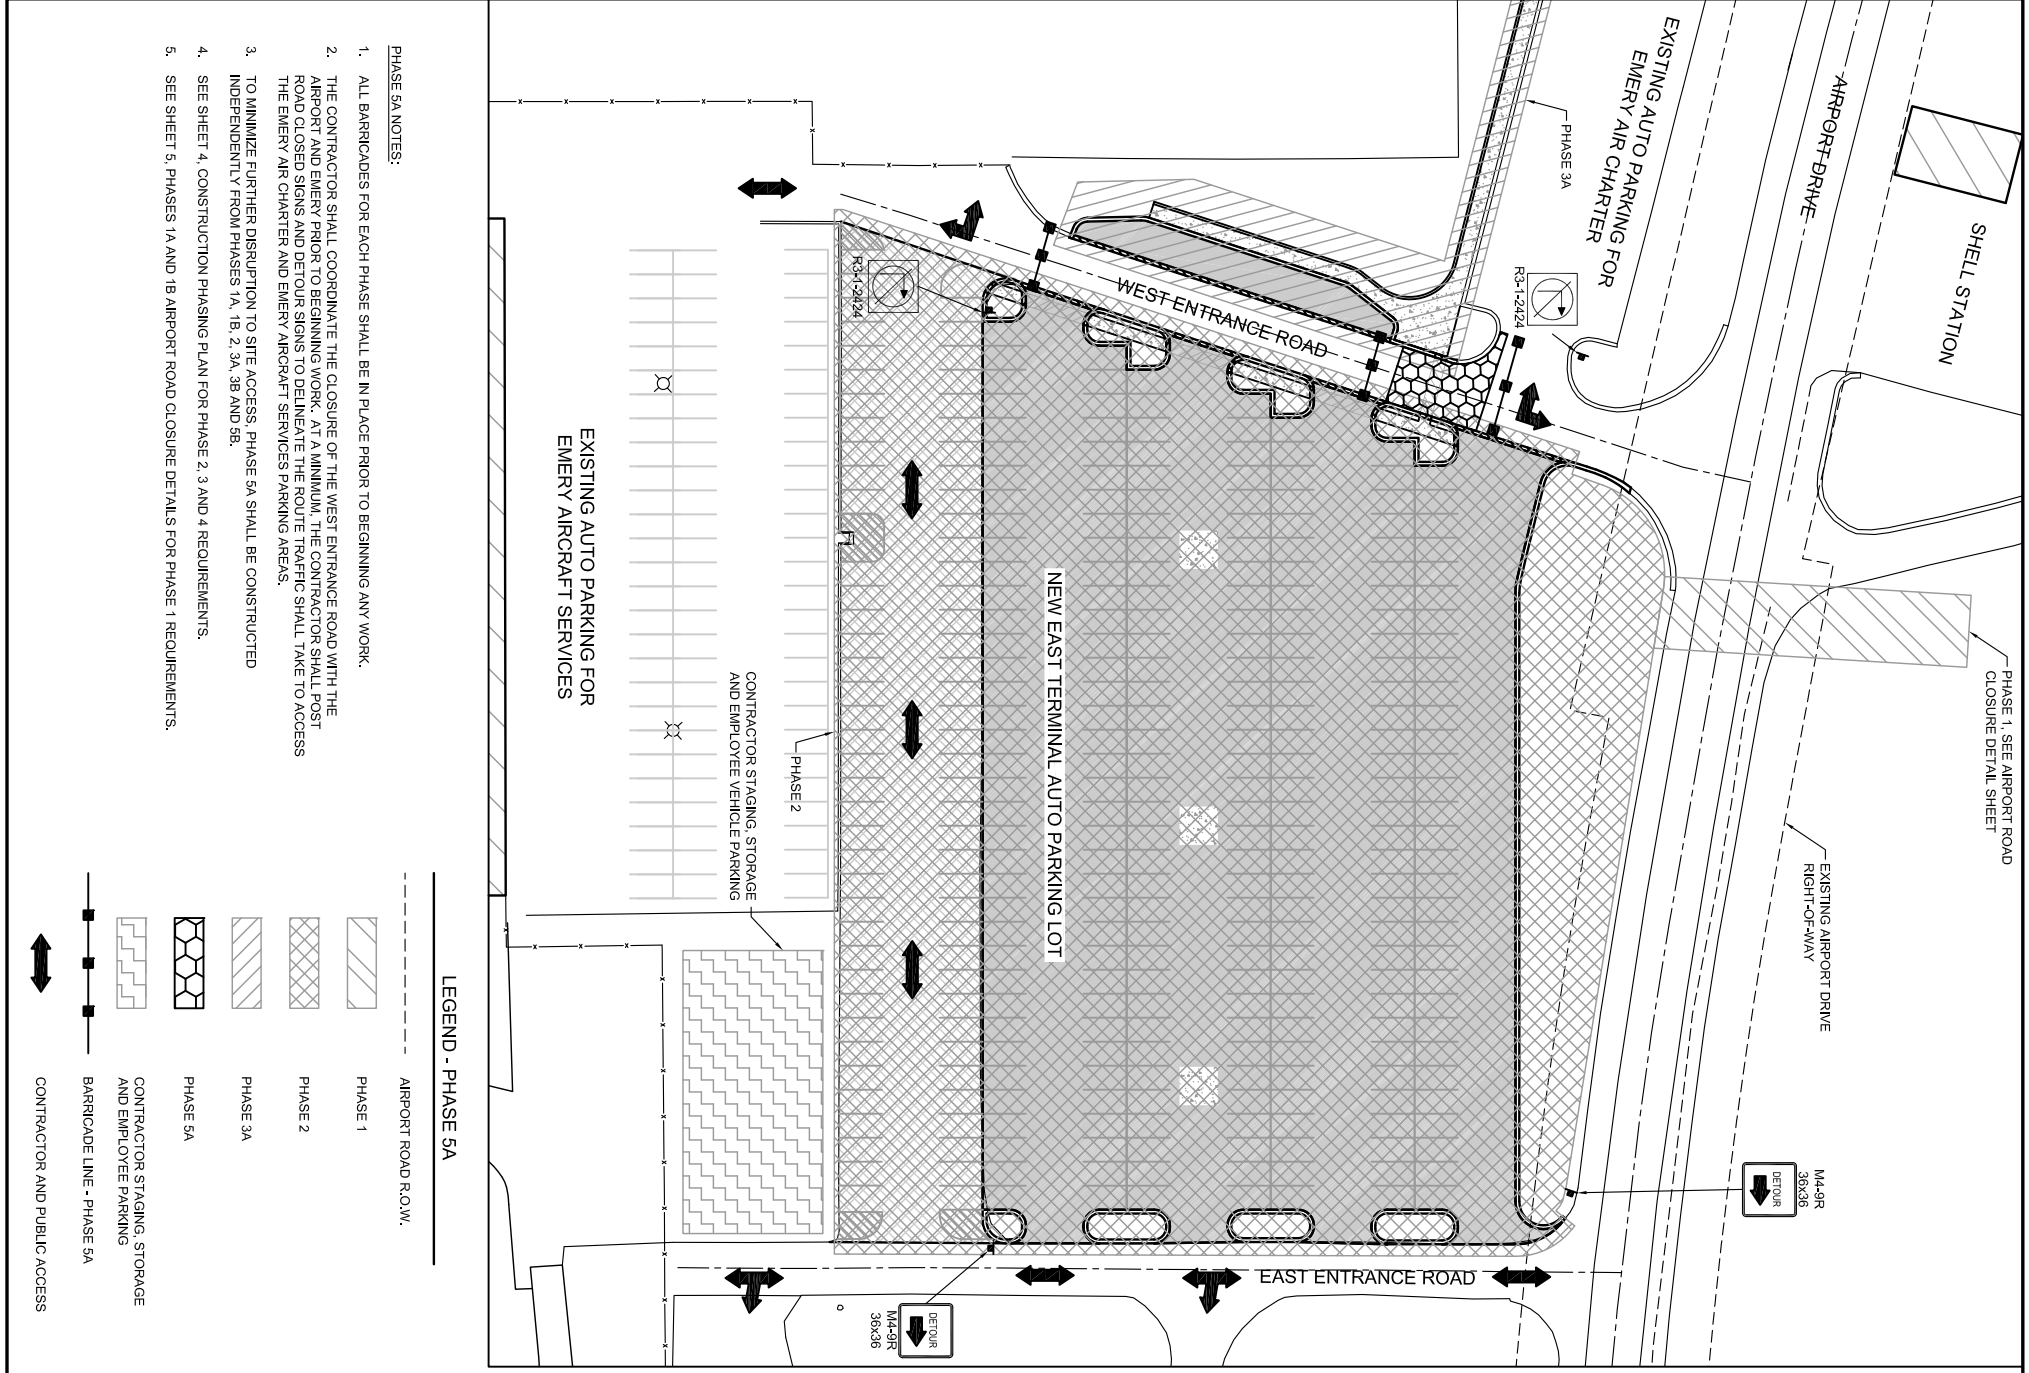 SHELL STATION
AIRPORT DRIVE
EXISTING AUTO PARKING FOR
EMERY AIR CHARTER
PHASE 3A
R3-1-2424
WEST ENTRANCE ROAD
R3-1-2424
PHASE 1, SEE AIRPORT ROAD
CLOSURE DETAIL SHEET
EXISTING AIRPORT DRIVE
RIGHT-OF-WAY
M4-9R
36x36
DETOUR
NEW EAST TERMINAL AUTO PARKING LOT
PHASE 2
CONTRACTOR STAGING, STORAGE
AND EMPLOYEE VEHICLE PARKING
EXISTING AUTO PARKING FOR
EMERY AIRCRAFT SERVICES
EAST ENTRANCE ROAD
DETOUR
M4-9R
36x36
PHASE 5A NOTES:
1. ALL BARRICADES FOR EACH PHASE SHALL BE IN PLACE PRIOR TO BEGINNING ANY WORK.
2. THE CONTRACTOR SHALL COORDINATE THE CLOSURE OF THE WEST ENTRANCE ROAD WITH THE
AIRPORT AND EMERY PRIOR TO BEGINNING WORK. AT A MINIMUM, THE CONTRACTOR SHALL POST
ROAD CLOSED SIGNS AND DETOUR SIGNS TO DELINEATE THE ROUTE TRAFFIC SHALL TAKE TO ACCESS
THE EMERY AIR CHARTER AND EMERY AIRCRAFT SERVICES PARKING AREAS.
3. TO MINIMIZE FURTHER DISRUPTION TO SITE ACCESS, PHASE 5A SHALL BE CONSTRUCTED
INDEPENDENTLY FROM PHASES 1A, 1B, 2, 3A, 3B AND 5B.
4. SEE SHEET 4, CONSTRUCTION PHASING PLAN FOR PHASE 2, 3 AND 4 REQUIREMENTS.
5. SEE SHEET 5, PHASES 1A AND 1B AIRPORT ROAD CLOSURE DETAILS FOR PHASE 1 REQUIREMENTS.
LEGEND - PHASE 5A
AIRPORT ROAD R.O.W.
PHASE 1
PHASE 2
PHASE 3A
PHASE 5A
CONTRACTOR STAGING, STORAGE
AND EMPLOYEE PARKING
BARRICADE LINE - PHASE 5A
CONTRACTOR AND PUBLIC ACCESS